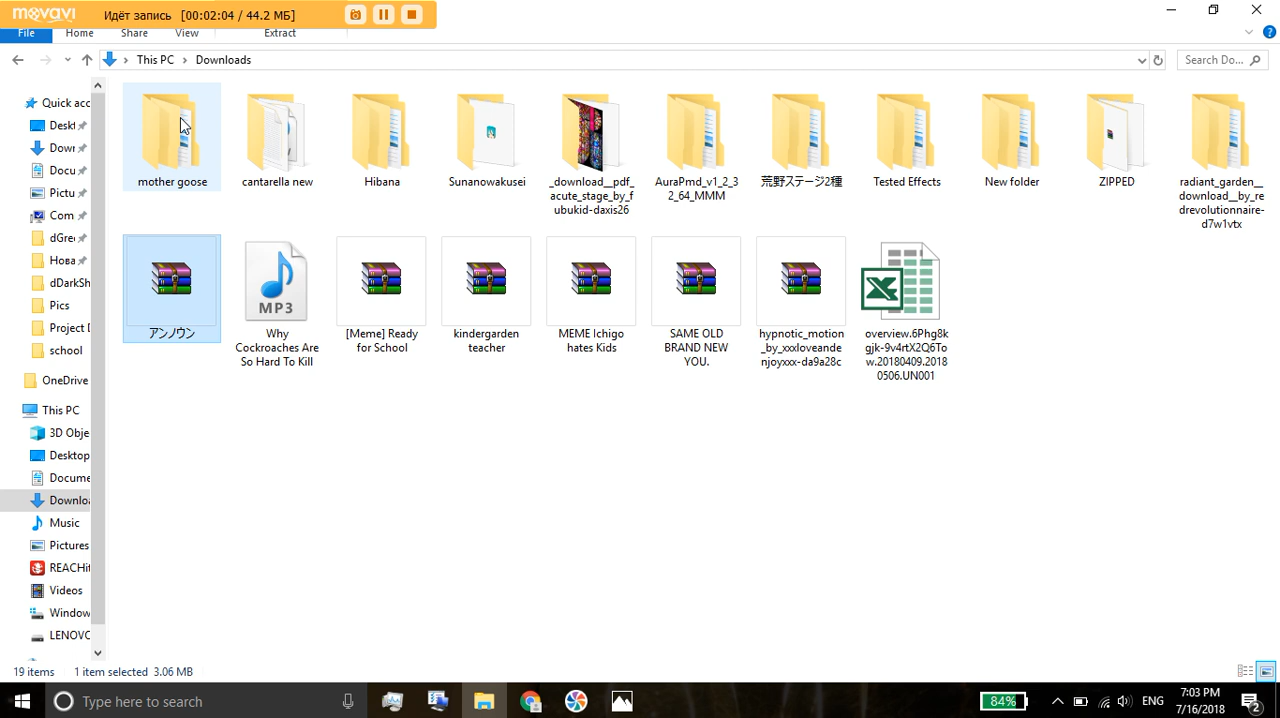 movavi
Идёт запись [00:02:04 / 44.2 МБ]
File Home Share View Extract
This PC Downloads
Search Do...
Quick acc
Deskt
Dowr
Docu
Pictu
Com
dGree
Нова
dDarkSh
Pics
Project D
school
OneDrive
This PC
3D Obje
Desktop
Docume
Downloa
Music
Pictures
REACHit
Videos
Window
LENOVO
mother goose
cantarella new
Hibana
Sunanowakusei
_download__pdf_
acute_stage_by_f
ubukid-daxis26
AuraPmd_v1_2_3
2_64_MMM
荒野ステージ2種
Tested Effects
New folder
ZIPPED
radiant_garden__
download__by_re
drevolutionnaire-
d7w1vtx
アンノウン
MP3
Why
Cockroaches Are
So Hard To Kill
[Meme] Ready
for School
kindergarden
teacher
MEME Ichigo
hates Kids
SAME OLD
BRAND NEW
YOU.
hypnotic_motion
_by_xxxloveande
njoyxxx-da9a28c
overview.6Phg8k
gjk-9v4rtX2Q6To
w.20180409.2018
0506.UN001
19 items 1 item selected 3.06 MB
Type here to search
84%
ENG
7:03 PM
7/16/2018
2